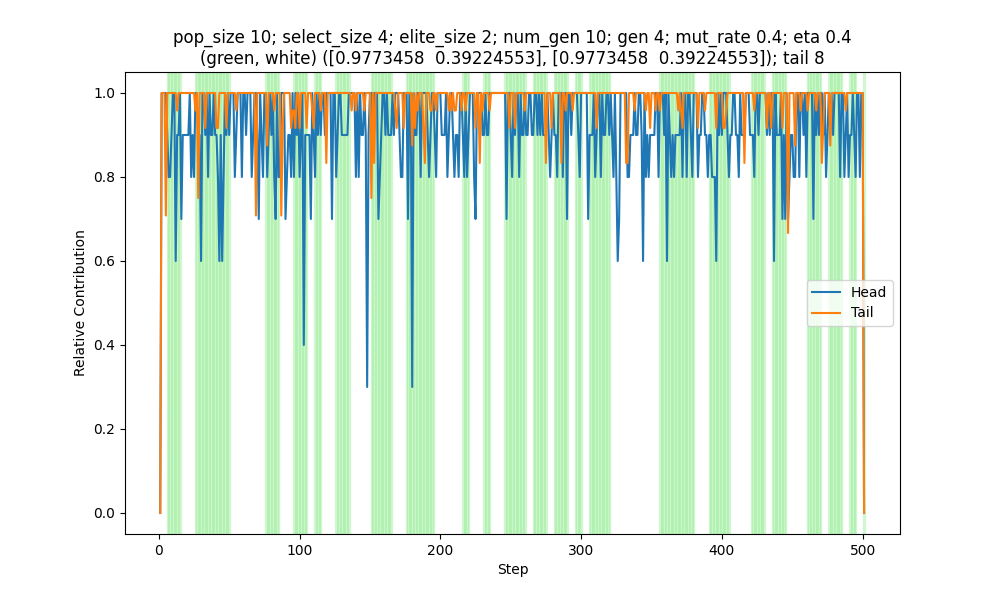 pop_size 10; select_size 4; elite_size 2; num_gen 10; gen 4; mut_rate 0.4; eta 0.4
(green, white) ([0.9773458  0.39224553], [0.9773458  0.39224553]); tail 8
1.0
0.8
0.6
0.4
0.2
0.0
Relative Contribution
Head
Tail
0
100
200
300
400
500
Step